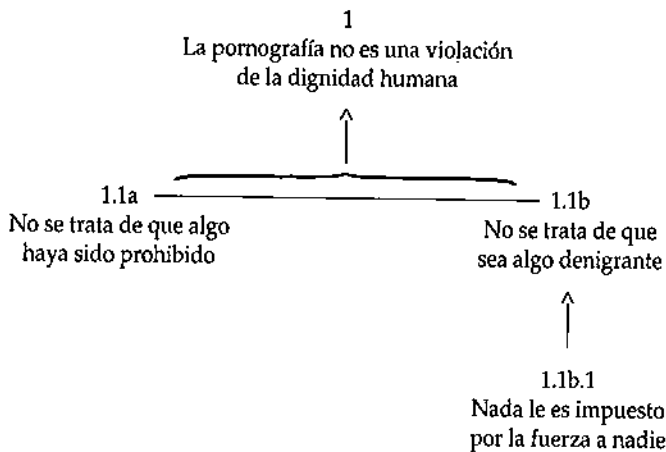 1
La pornografía no es una violación
de la dignidad humana
1.1a
No se trata de que algo
haya sido prohibido
1.1b
No se trata de que
sea algo denigrante
1.1b.1
Nada le es impuesto
por la fuerza a nadie